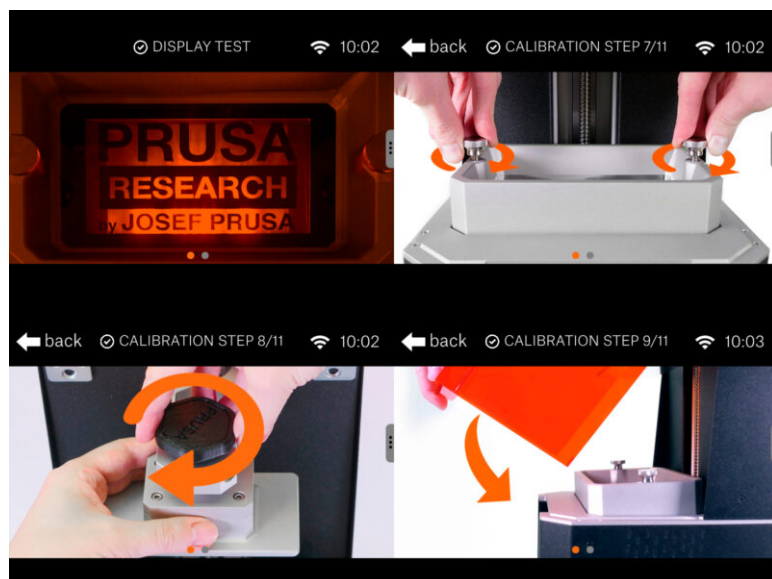 DISPLAY TEST 10:02
PRUSA
RESEARCH
by JOSEF PRUSA
back CALIBRATION STEP 7/11 10:02
back CALIBRATION STEP 8/11 10:02
PRUSA
back CALIBRATION STEP 9/11 10:03